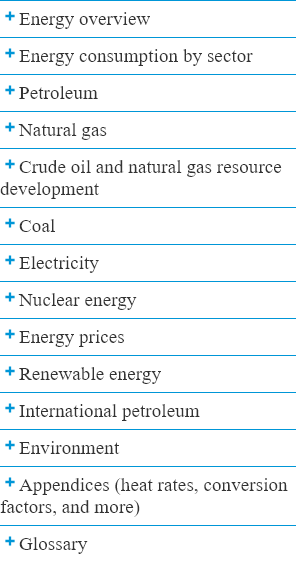 Energy overview
Energy consumption by sector
Petroleum
Natural gas
Crude oil and natural gas resource
development
Coal
Electricity
Nuclear energy
Energy prices
Renewable energy
International petroleum
Environment
Appendices (heat rates, conversion
factors, and more)
Glossary